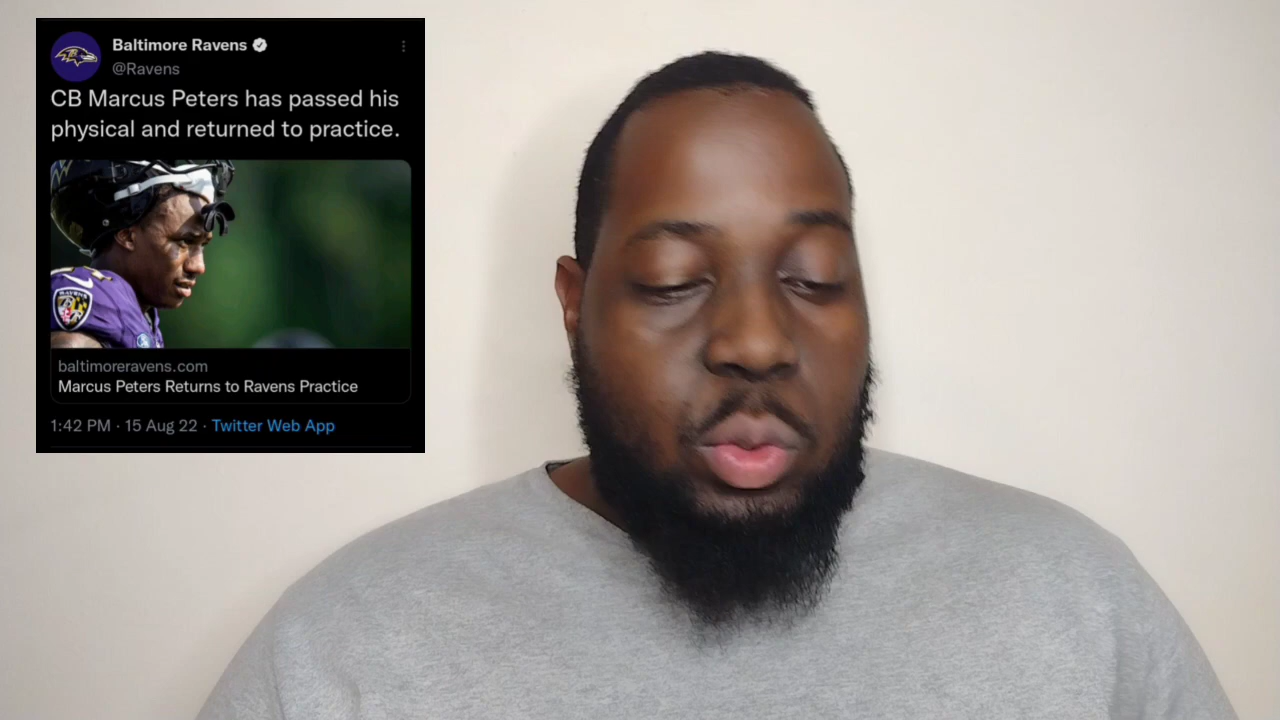 Baltimore Ravens
@Ravens
CB Marcus Peters has passed his
physical and returned to practice.
baltimoreravens.com
Marcus Peters Returns to Ravens Practice
1:42 PM · 15 Aug 22 · Twitter Web App